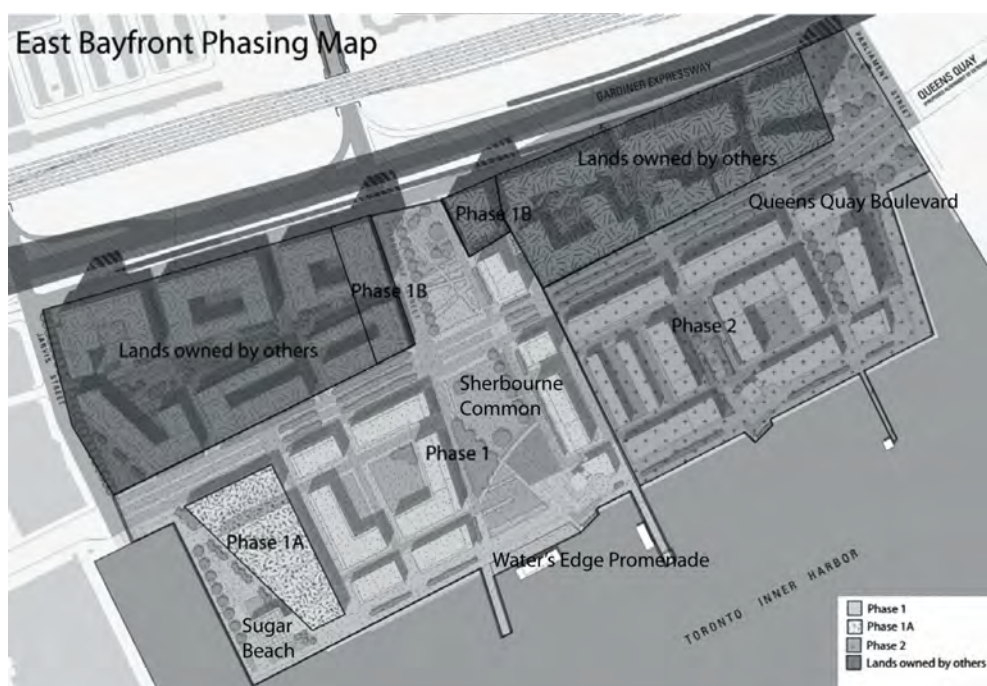 East Bayfront Phasing Map
GARDINER EXPRESSWAY
PARLIAMENT STREET
QUEENS QUAY
Lands owned by others
Phase 1B
Queens Quay Boulevard
Phase 1B
JARVIS STREET
Lands owned by others
Phase 2
Sherbourne
Common
Phase 1
Phase 1A
Water's Edge Promenade
Sugar
Beach
TORONTO INNER HARBOR
Phase 1
Phase 1A
Phase 2
Lands owned by others